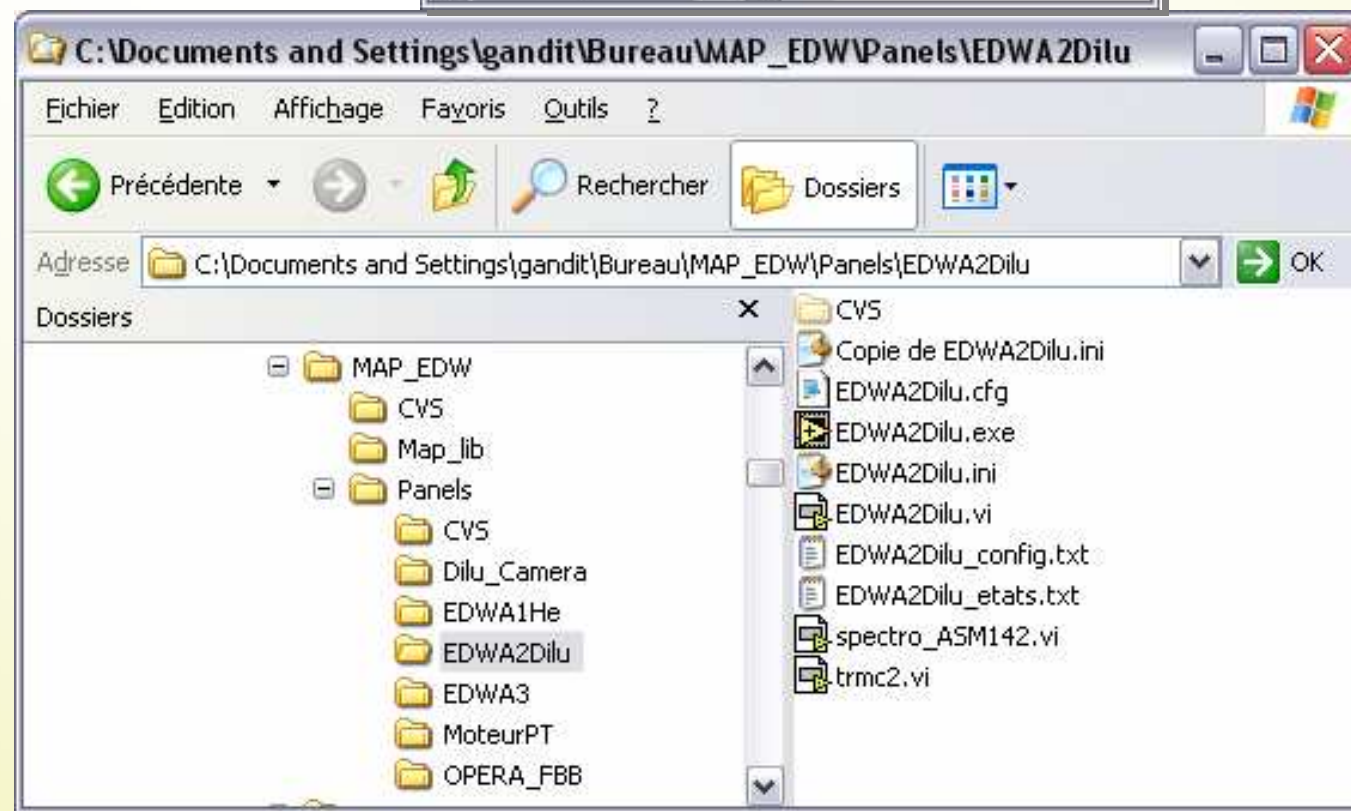 C:\Documents and Settings\gandit\Bureau\MAP_EDW\Panels\EDWA2Dilu
Fichier Edition Affichage Favoris Outils ?
Précédente Rechercher Dossiers
Adresse C:\Documents and Settings\gandit\Bureau\MAP_EDW\Panels\EDWA2Dilu OK
Dossiers
MAP_EDW
CVS
Map_lib
Panels
CVS
Dilu_Camera
EDWA1He
EDWA2Dilu
EDWA3
MoteurPT
OPERA_FBB
CVS
Copie de EDWA2Dilu.ini
EDWA2Dilu.cfg
EDWA2Dilu.exe
EDWA2Dilu.ini
EDWA2Dilu.vi
EDWA2Dilu_config.txt
EDWA2Dilu_etats.txt
spectro_ASM142.vi
trmc2.vi